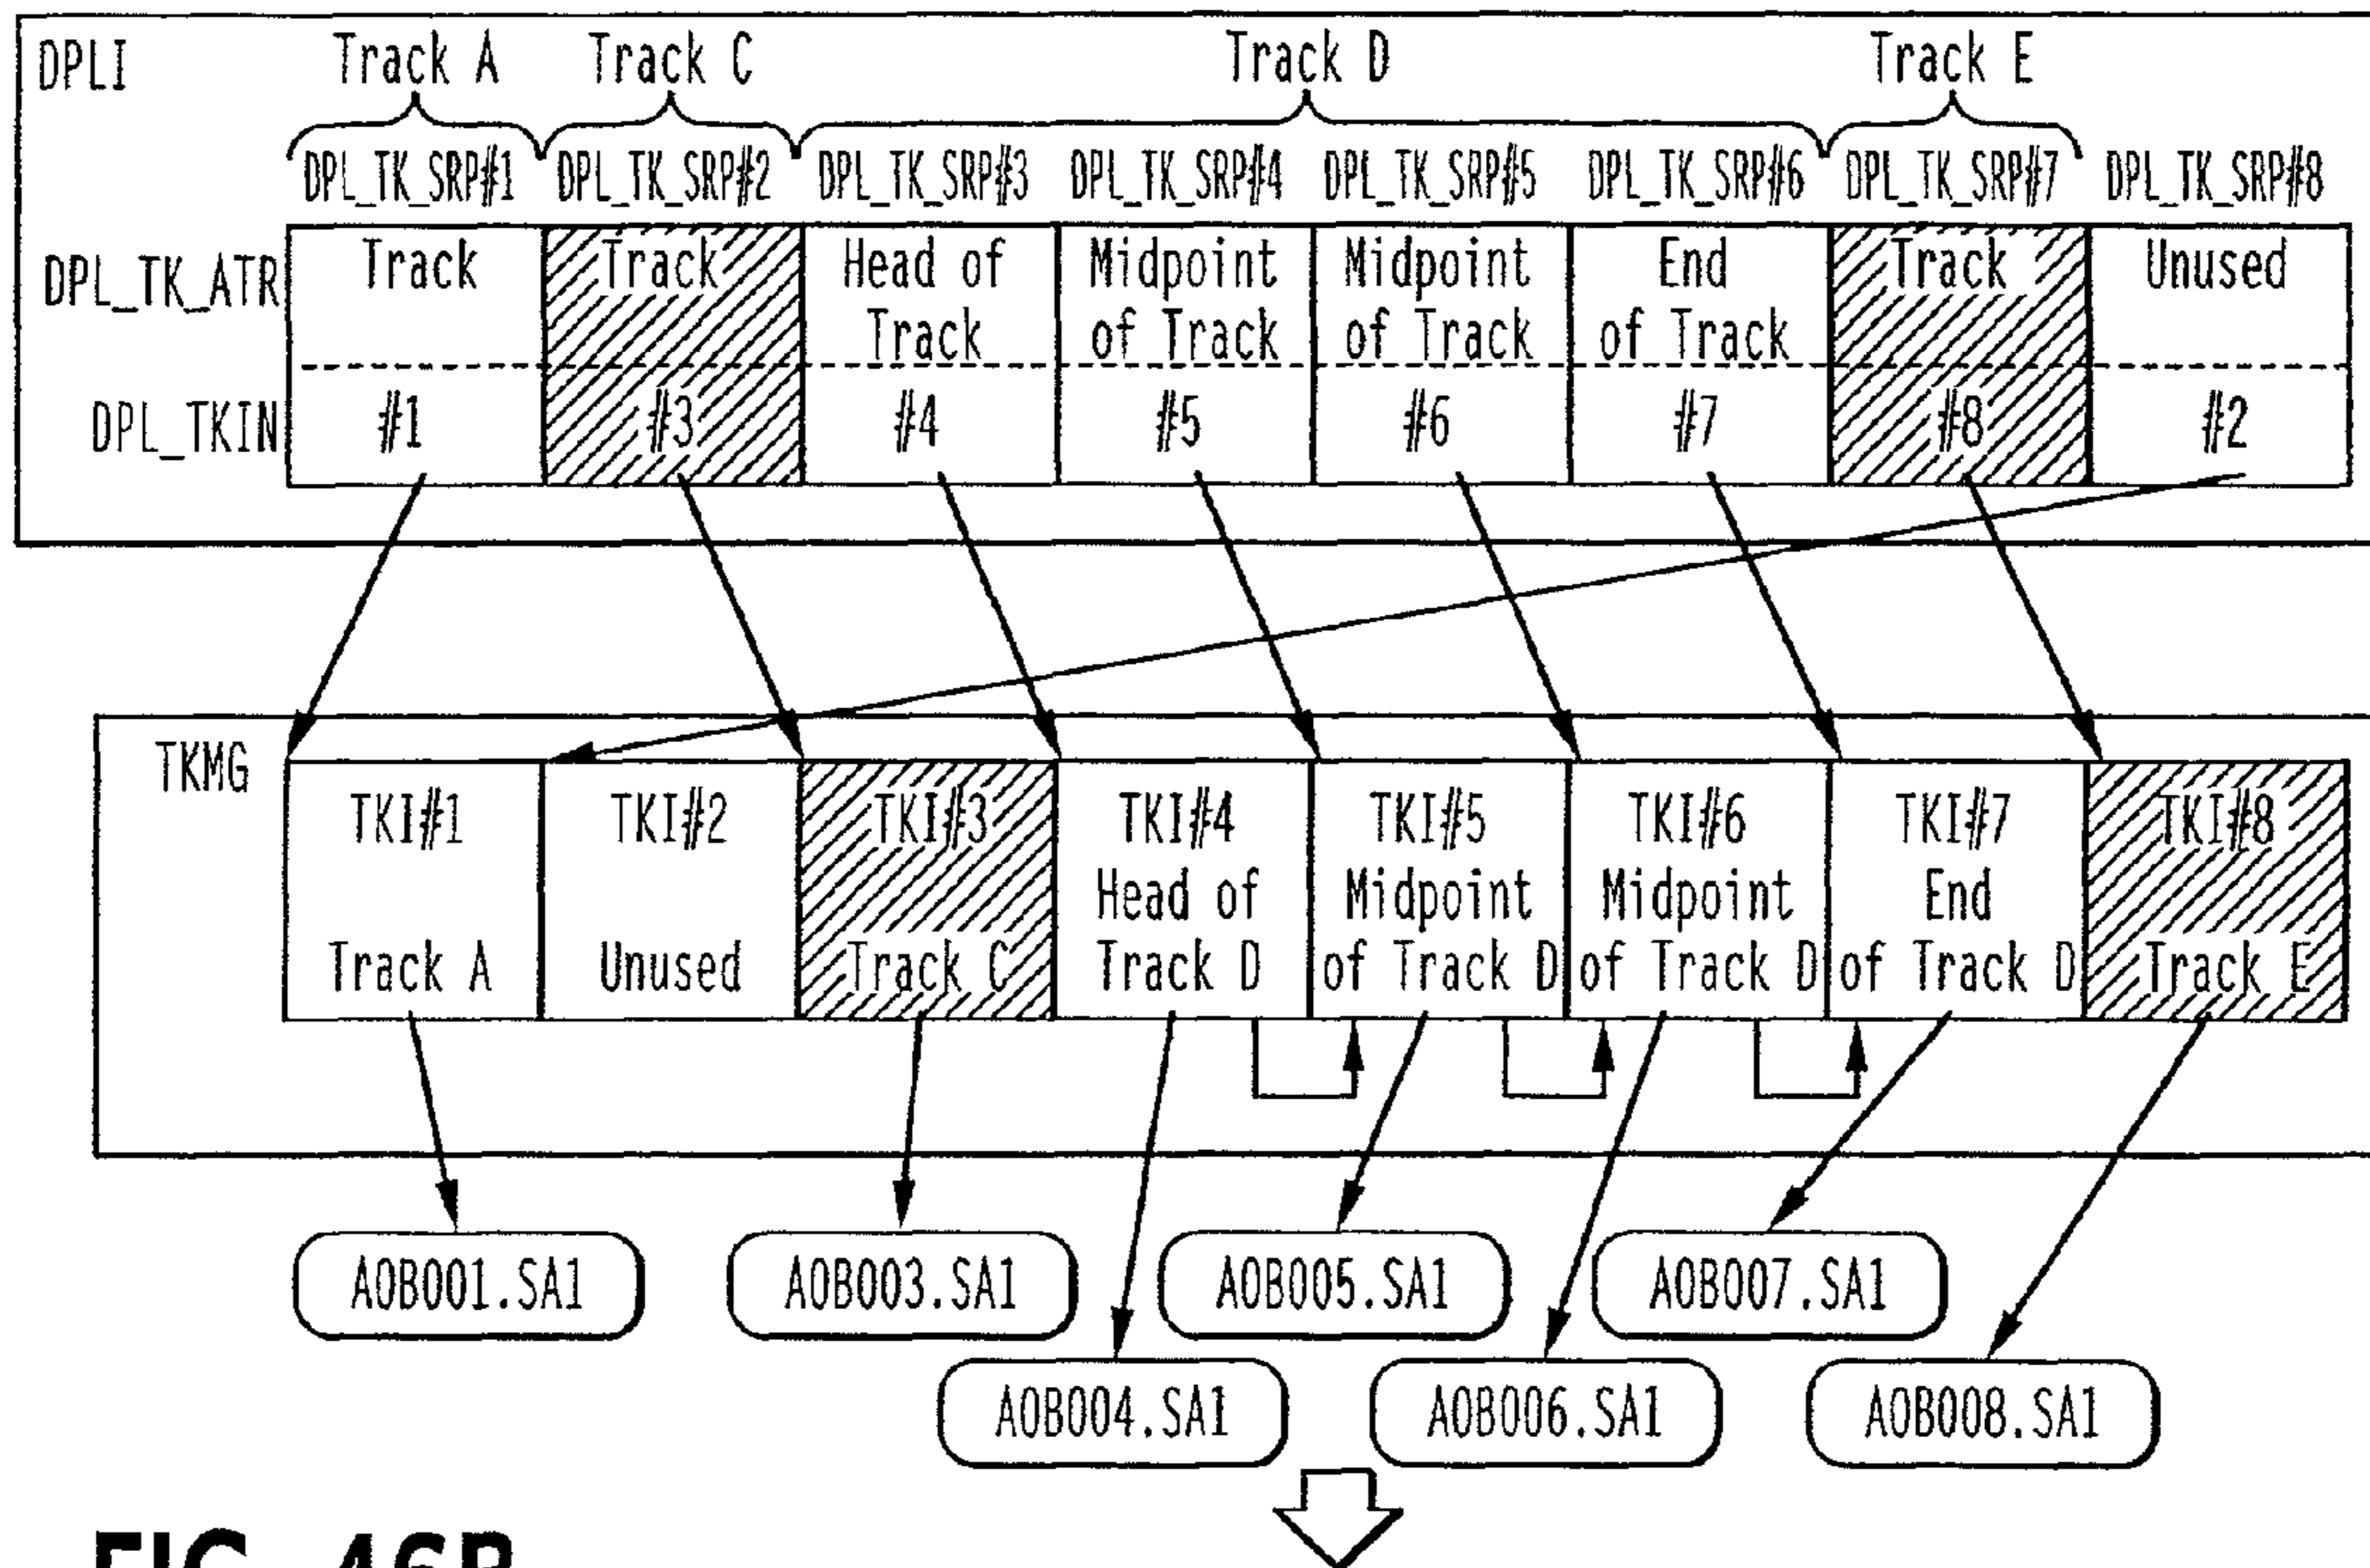 DPLI Track A Track C Track D Track E
DPL_TK_SRP#1 DPL_TK_SRP#2 DPL_TK_SRP#3 DPL_TK_SRP#4 DPL_TK_SRP#5 DPL_TK_SRP#6 DPL_TK_SRP#7 DPL_TK_SRP#8
DPL_TK_ATR Track Track Head of Midpoint Midpoint End Track Unused
Track of Track of Track of Track
DPL_TKIN #1 #3 #4 #5 #6 #7 #8 #2
TKMG
TKI#1 TKI#2 TKI#3 TKI#4 TKI#5 TKI#6 TKI#7 TKI#8
Head of Midpoint Midpoint End
Track A Unused Track C Track D of Track D of Track D of Track D Track E
AOB001.SA1 AOB003.SA1 AOB005.SA1 AOB007.SA1
AOB004.SA1 AOB006.SA1 AOB008.SA1
FIG. 46B